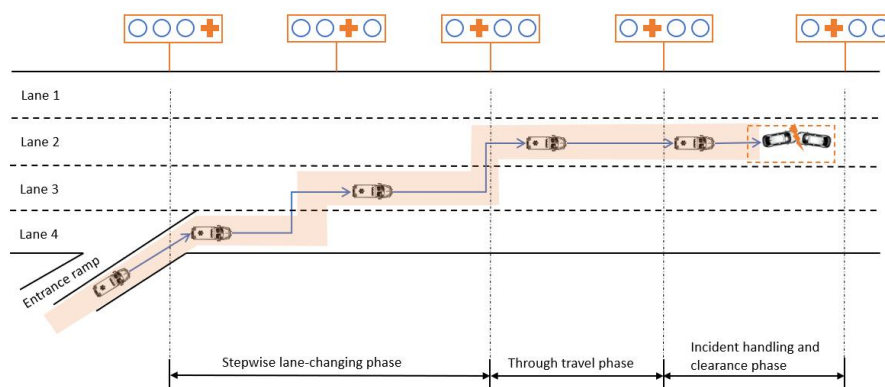 Lane 1
Lane 2
Lane 3
Lane 4
Entrance ramp
Stepwise lane-changing phase
Through travel phase
Incident handling and
clearance phase